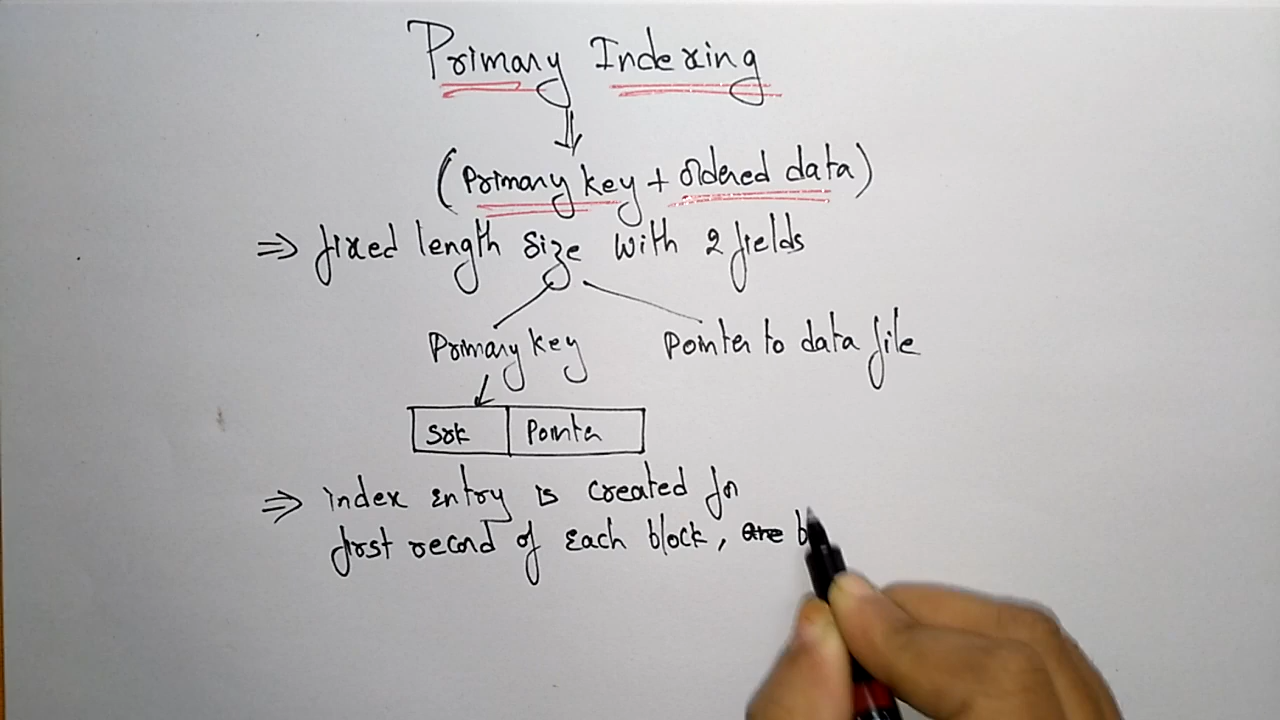 Primary Indexing
(Primary key + ordered data)
⇒ fixed length size with 2 fields
Primary key Pointer to data file
Srk Pointer
⇒ index entry is created for
first record of each block, b